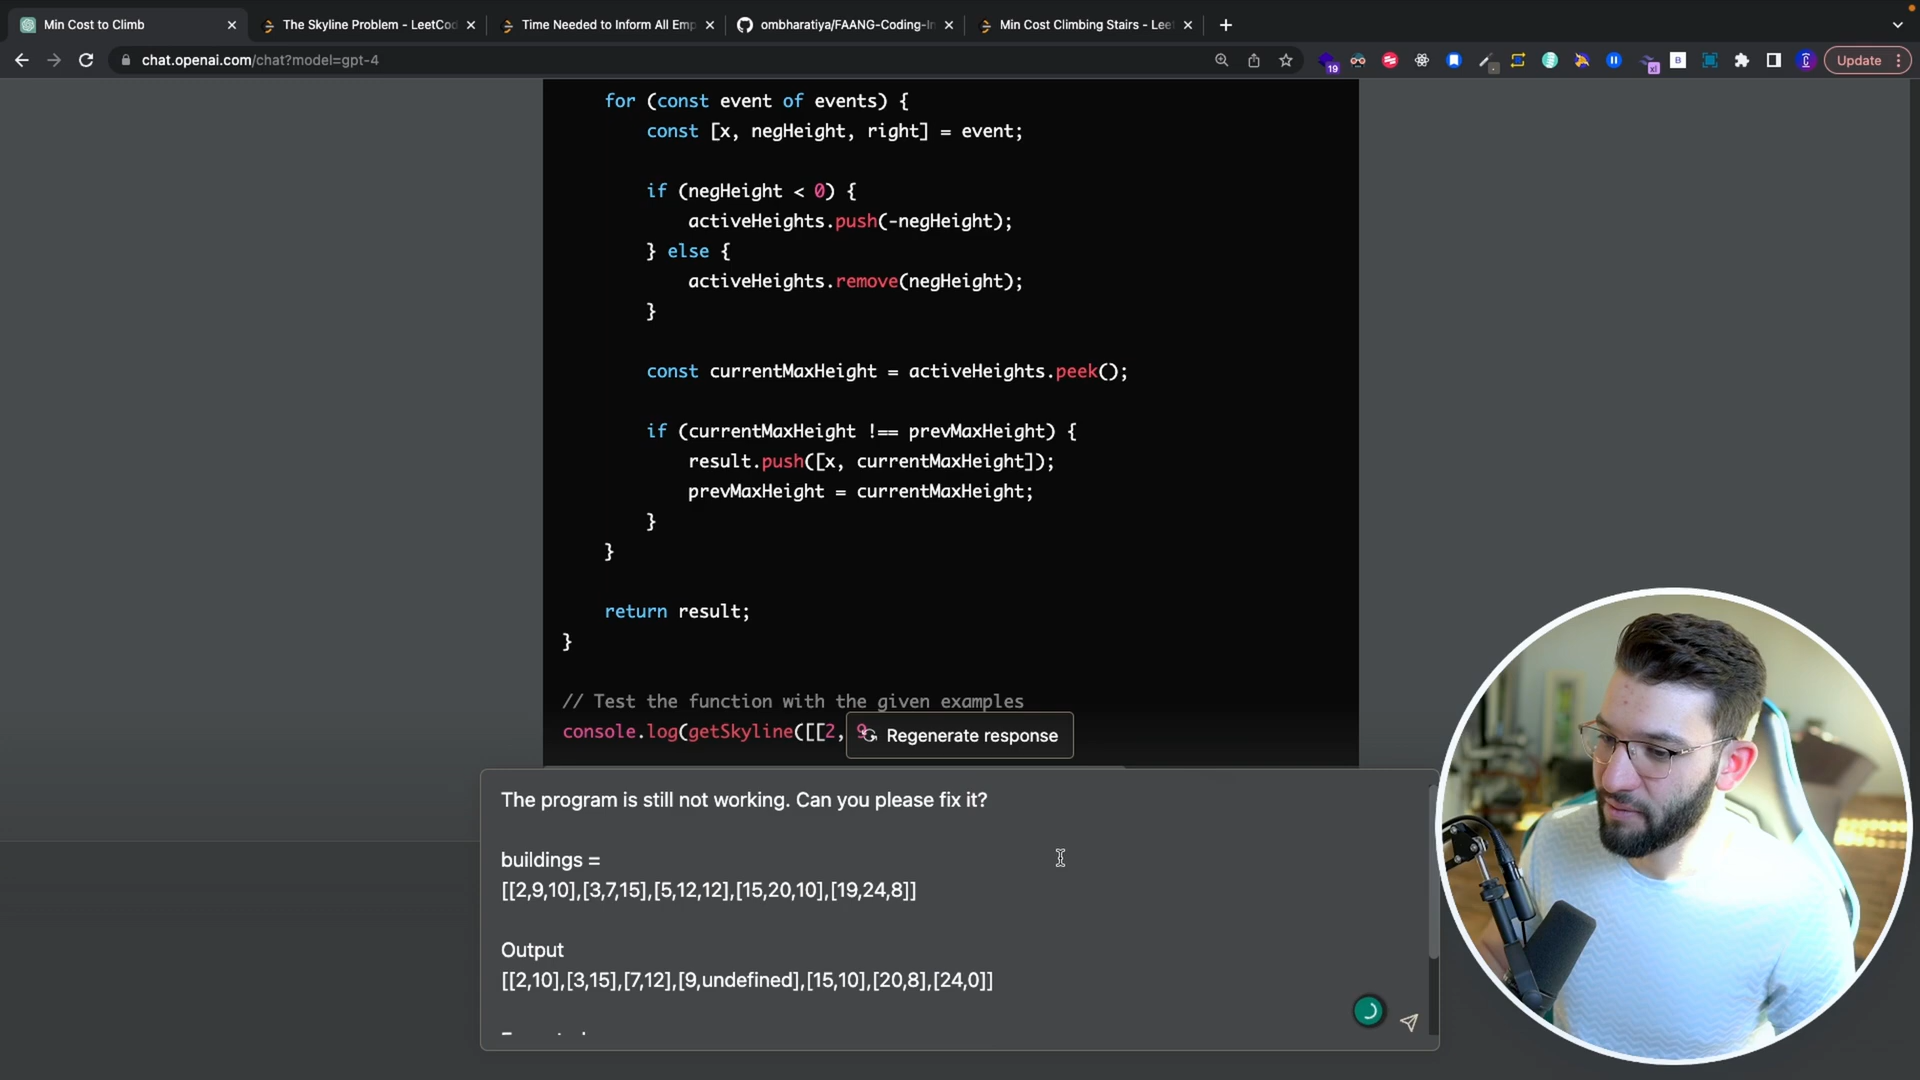 Min Cost to Climb
The Skyline Problem - LeetCod
Time Needed to Inform All Emp
ombharatiya/FAANG-Coding-In
Min Cost Climbing Stairs - Leet
chat.openai.com/chat?model=gpt-4
19
xl
B
Update
for (const event of events) {
const [x, negHeight, right] = event;
if (negHeight < 0) {
activeHeights.push(-negHeight);
} else {
activeHeights.remove(negHeight);
}
const currentMaxHeight = activeHeights.peek();
if (currentMaxHeight !== prevMaxHeight) {
result.push([x, currentMaxHeight]);
prevMaxHeight = currentMaxHeight;
}
}
return result;
}
// Test the function with the given examples
console.log(getSkyline([[2, 9
Regenerate response
The program is still not working. Can you please fix it?
buildings =
[[2,9,10],[3,7,15],[5,12,12],[15,20,10],[19,24,8]]
Output
[[2,10],[3,15],[7,12],[9,undefined],[15,10],[20,8],[24,0]]